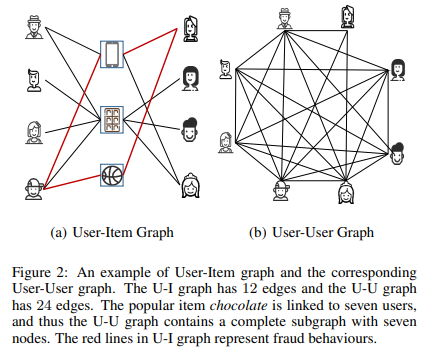 (a) User-Item Graph
(b) User-User Graph
Figure 2: An example of User-Item graph and the corresponding
User-User graph. The U-I graph has 12 edges and the U-U graph
has 24 edges. The popular item chocolate is linked to seven users,
and thus the U-U graph contains a complete subgraph with seven
nodes. The red lines in U-I graph represent fraud behaviours.